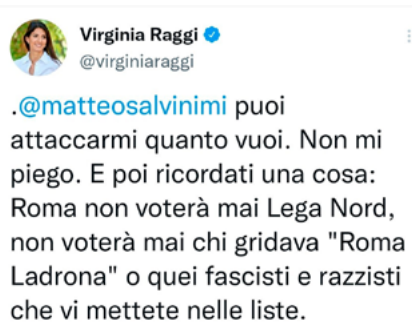 Virginia Raggi
@virginiaraggi
.@matteosalvinimi puoi
attaccarmi quanto vuoi. Non mi
piego. E poi ricordati una cosa:
Roma non voterà mai Lega Nord,
non voterà mai chi gridava "Roma
Ladrona" o quei fascisti e razzisti
che vi mettete nelle liste.